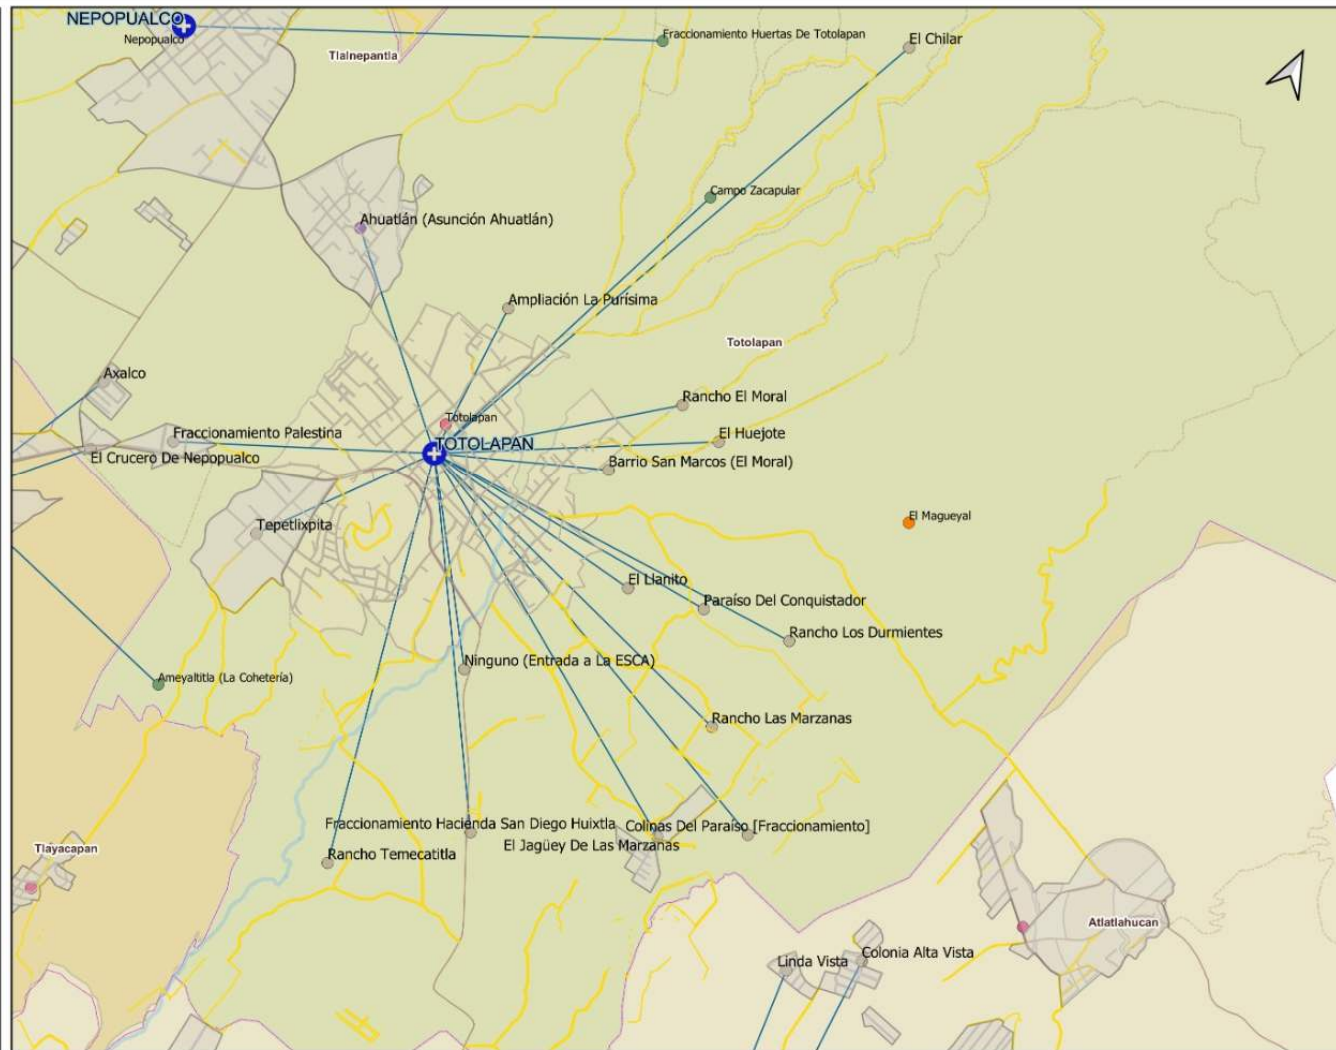 NEPOPUALCO
Nepopualco
Tlalnepantla
Fraccionamiento Huertas De Totolapan
El Chilar
Campo Zacapular
Ahuatlán (Asunción Ahuatlán)
Ampliación La Purísima
Totolapan
Axalco
Rancho El Moral
Totolapan
Fraccionamiento Palestina
TOTOLAPAN
El Huejote
El Crucero De Nepopualco
Barrio San Marcos (El Moral)
Tepetlixpita
El Magueyal
El Llanito
Paraíso Del Conquistador
Rancho Los Durmientes
Ninguno (Entrada a La ESCA)
Ameyaltitla (La Cohetería)
Rancho Las Marzanas
Fraccionamiento Hacienda San Diego Huixtla
Colinas Del Paraíso [Fraccionamiento]
El Jagüey De Las Marzanas
Tlayacapan
Rancho Temecatitla
Atlatlahucan
Linda Vista
Colonia Alta Vista